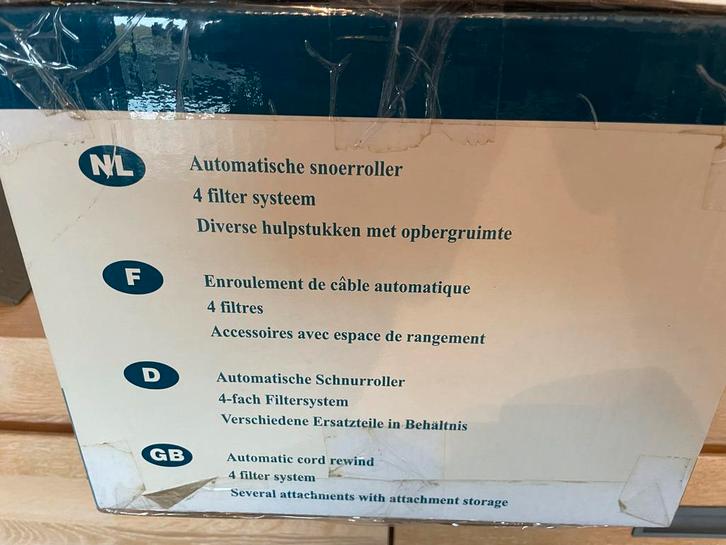 NL Automatische snoerroller
4 filter systeem
Diverse hulpstukken met opbergruimte
F Enroulement de câble automatique
4 filtres
Accessoires avec espace de rangement
D Automatische Schnurroller
4-fach Filtersystem
Verschiedene Ersatzteile in Behältnis
GB Automatic cord rewind
4 filter system
Several attachments with attachment storage